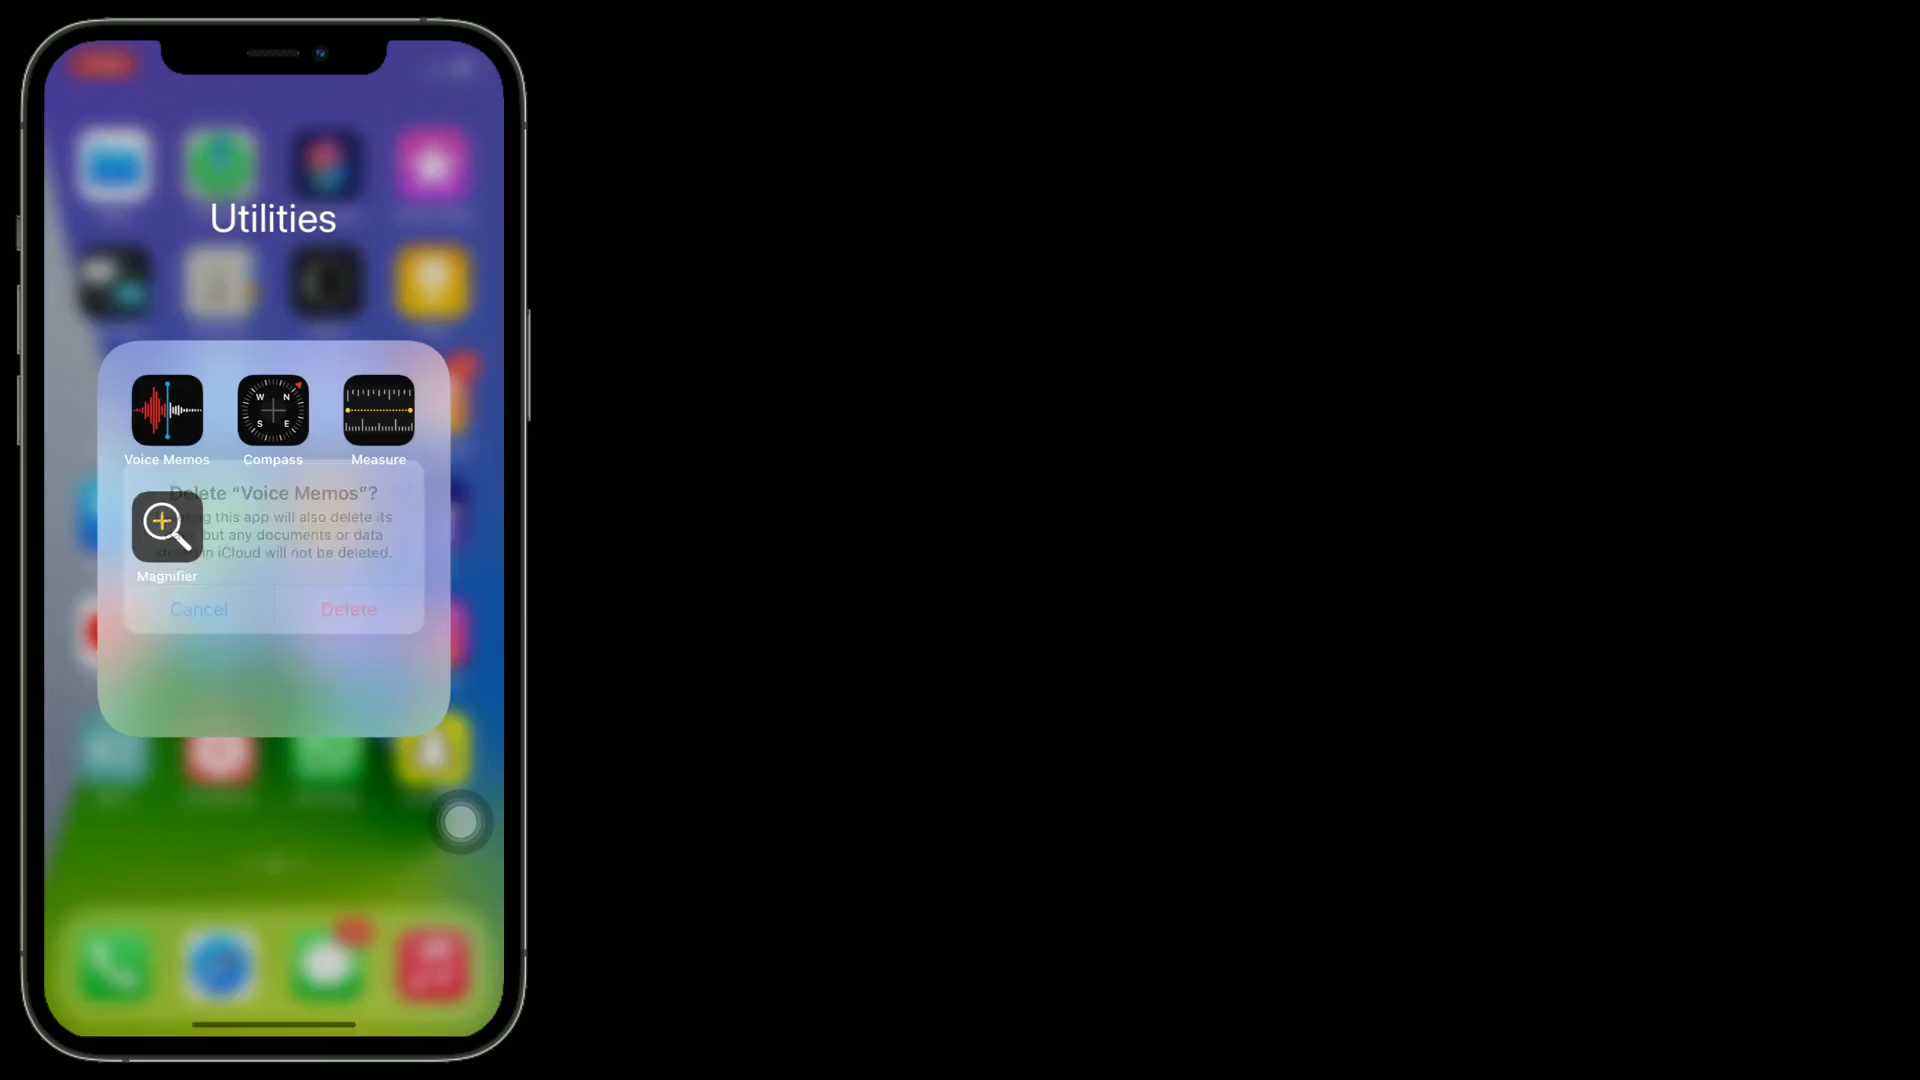 Utilities
W N
S E
Voice Memos Compass Measure
Delete “Voice Memos”?
this app will also delete its
but any documents or data
in iCloud will not be deleted.
Magnifier
Cancel Delete